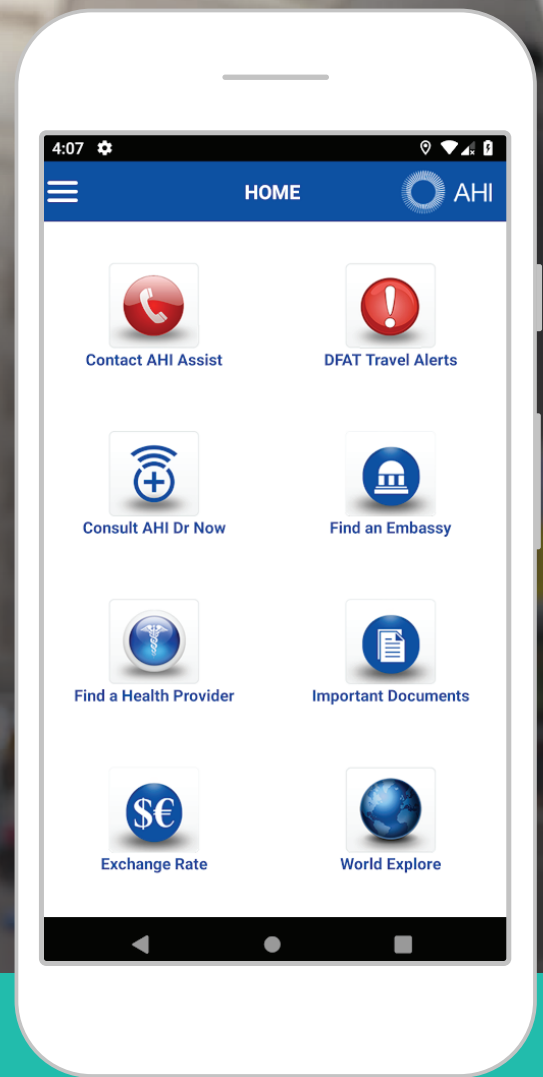 4:07
HOME
AHI
Contact AHI Assist
DFAT Travel Alerts
Consult AHI Dr Now
Find an Embassy
Find a Health Provider
Important Documents
$€
Exchange Rate
World Explore